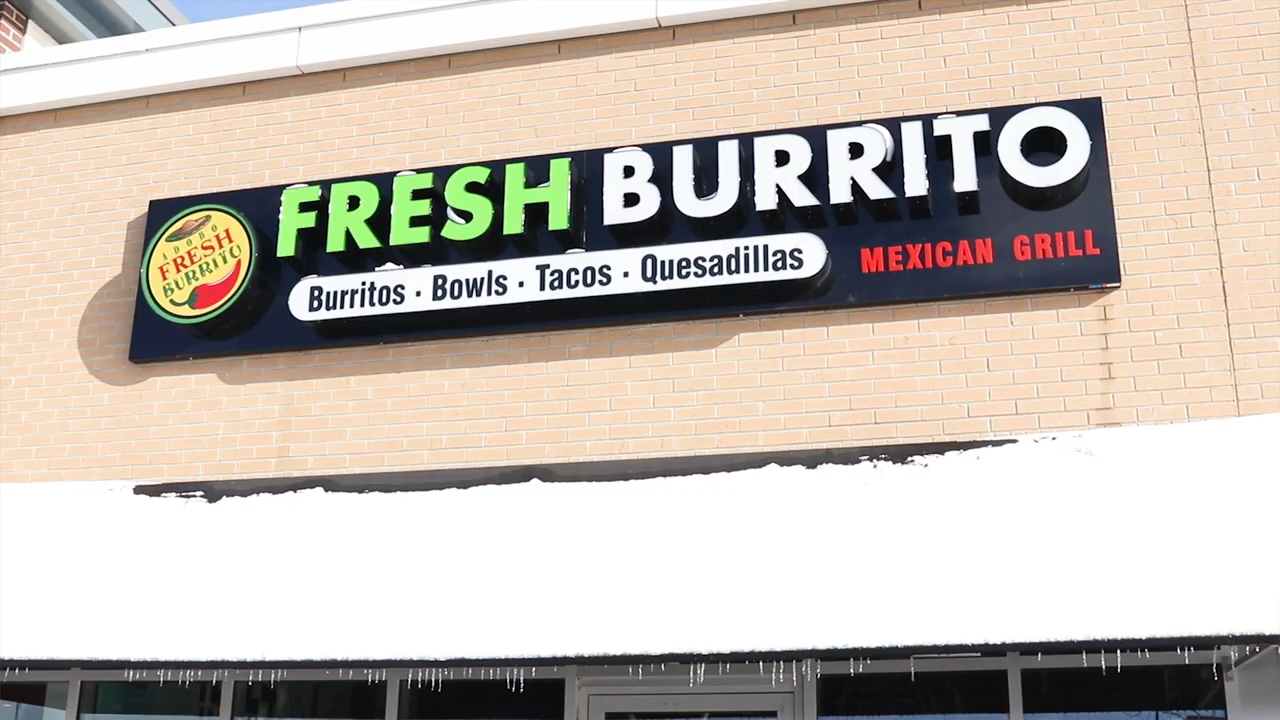 ADOBO
FRESH
BURRITO
FRESH BURRITO
Burritos · Bowls · Tacos · Quesadillas
MEXICAN GRILL